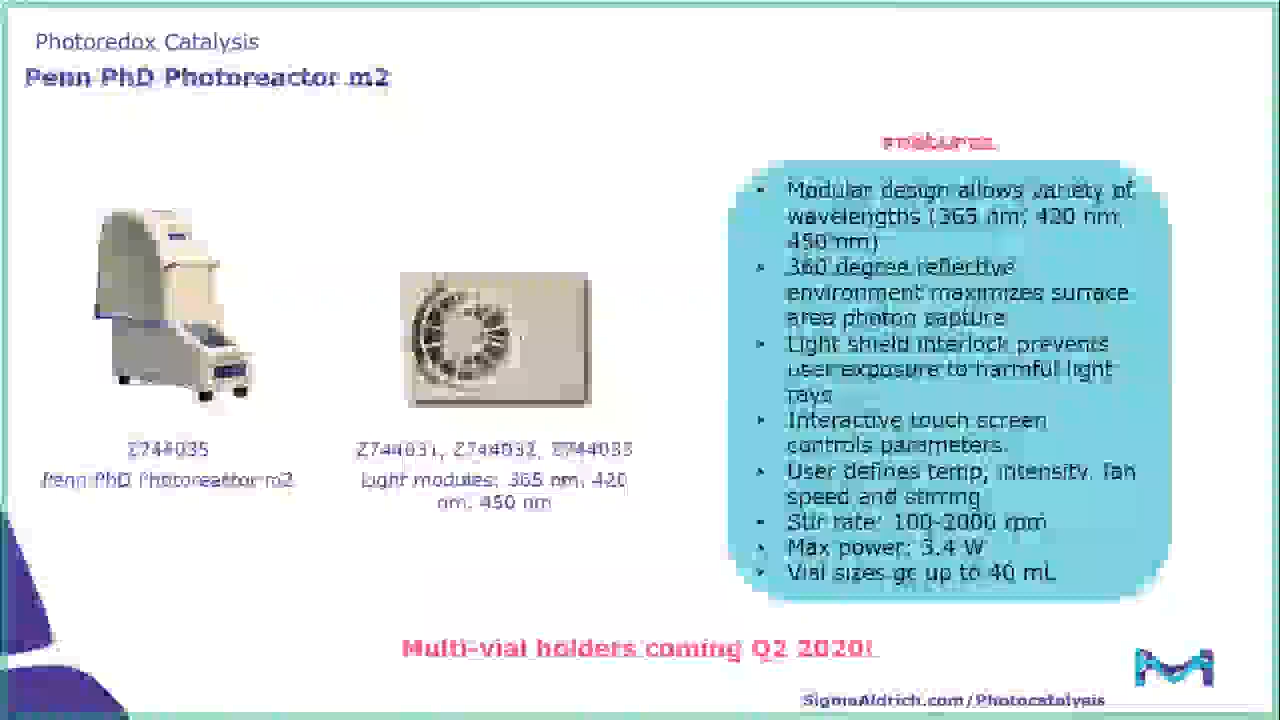 Photoredox Catalysis
Penn PhD Photoreactor m2
Features
• Modular design allows variety of
wavelengths (365 nm, 420 nm,
450 nm)
• 360 degree reflective
environment maximizes surface
area photon capture
• Light shield interlock prevents
user exposure to harmful light
rays
• Interactive touch screen
controls parameters.
• User defines temp, intensity, fan
speed and stirring
• Stir rate: 100-2000 rpm
• Max power: 3.4 W
• Vial sizes go up to 40 mL
Z744035
Penn PhD Photoreactor m2
Z744031, Z744032, Z744033
Light modules: 365 nm, 420
nm, 450 nm
Multi-vial holders coming Q2 2020!
SigmaAldrich.com/Photocatalysis